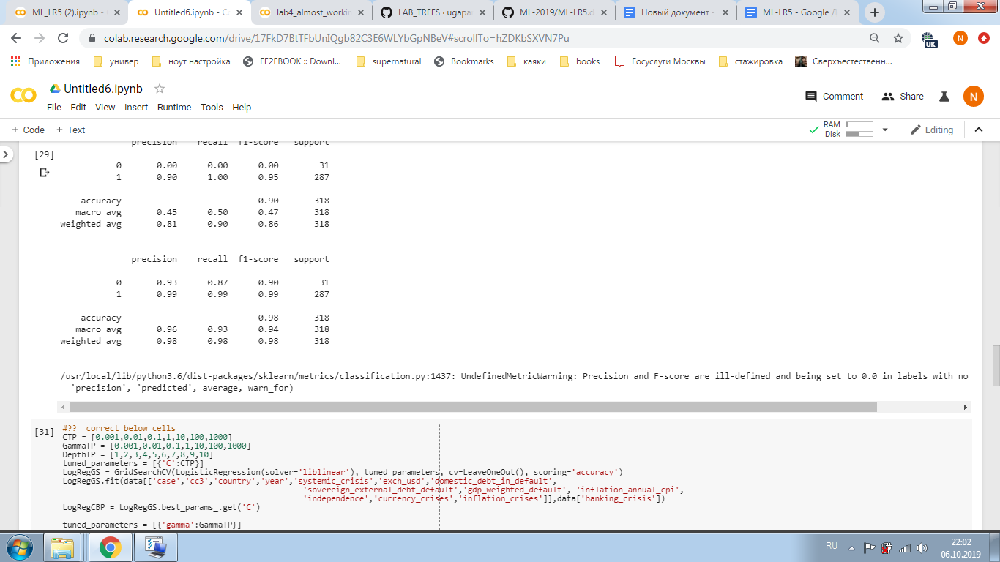 ML_LR5 (2).ipynb -
Untitled6.ipynb - Co
lab4_almost_workin
LAB_TREES · ugapan
ML-2019/ML-LR5.d
Новый документ -
ML-LR5 - Google Д
colab.research.google.com/drive/17FkD7BtTFbUnIQgb82C3E6WLYbGpNBeV#scrollTo=hZDKbSXVN7Pu
UK
N
Приложения
универ
ноут настройка
FF2EBOOK :: Downl...
supernatural
Bookmarks
каяки
books
Госуслуги Москвы
стажировка
Сверхъестественн...
CO
Untitled6.ipynb
File Edit View Insert Runtime Tools Help
Comment
Share
N
+ Code + Text
RAM
Disk
Editing
precision recall f1-score support
[29]
0 0.00 0.00 0.00 31
1 0.90 1.00 0.95 287
accuracy 0.90 318
macro avg 0.45 0.50 0.47 318
weighted avg 0.81 0.90 0.86 318
precision recall f1-score support
0 0.93 0.87 0.90 31
1 0.99 0.99 0.99 287
accuracy 0.98 318
macro avg 0.96 0.93 0.94 318
weighted avg 0.98 0.98 0.98 318
/usr/local/lib/python3.6/dist-packages/sklearn/metrics/classification.py:1437: UndefinedMetricWarning: Precision and F-score are ill-defined and being set to 0.0 in labels with no
'precision', 'predicted', average, warn_for)
[31]
#?? correct below cells
CTP = [0.001,0.01,0.1,1,10,100,1000]
GammaTP = [0.001,0.01,0.1,1,10,100,1000]
DepthTP = [1,2,3,4,5,6,7,8,9,10]
tuned_parameters = [{'C':CTP}]
LogRegGS = GridSearchCV(LogisticRegression(solver='liblinear'), tuned_parameters, cv=LeaveOneOut(), scoring='accuracy')
LogRegGS.fit(data[['case','cc3','country','year','systemic_crisis','exch_usd','domestic_debt_in_default',
'sovereign_external_debt_default','gdp_weighted_default', 'inflation_annual_cpi',
'independence','currency_crises','inflation_crises']],data['banking_crisis'])
LogRegCBP = LogRegGS.best_params_.get('C')
tuned_parameters = [{'gamma':GammaTP}]
RU
22:02
06.10.2019